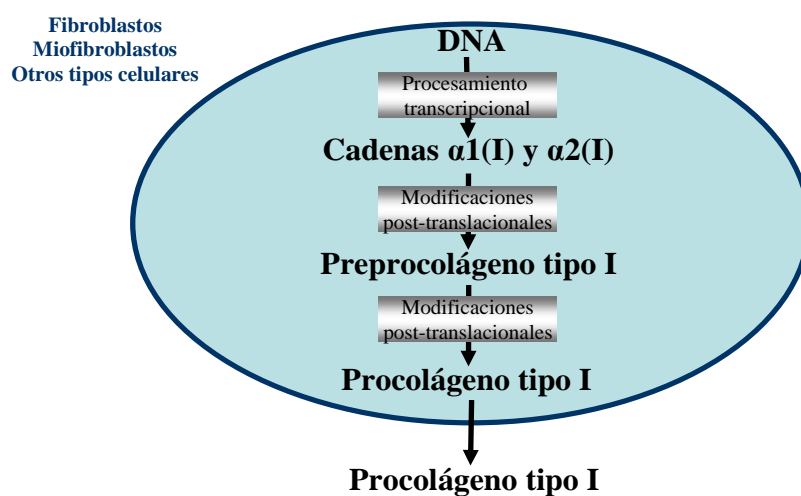 Fibroblastos
Miofibroblastos
Otros tipos celulares
DNA
Procesamiento
transcripcional
Cadenas α1(I) y α2(I)
Modificaciones
post-translacionales
Preprocolágeno tipo I
Modificaciones
post-translacionales
Procolágeno tipo I
Procolágeno tipo I